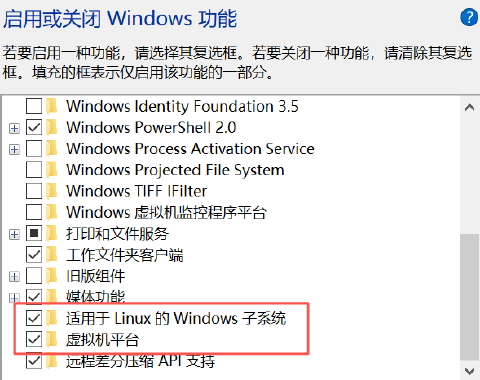 启用或关闭 Windows 功能
若要启用一种功能，请选择其复选框。若要关闭一种功能，请清除其复选
框。填充的框表示仅启用该功能的一部分。
Windows Identity Foundation 3.5
Windows PowerShell 2.0
Windows Process Activation Service
Windows Projected File System
Windows TIFF IFilter
Windows 虚拟机监控程序平台
打印和文件服务
工作文件夹客户端
旧版组件
媒体功能
适用于 Linux 的 Windows 子系统
虚拟机平台
远程差分压缩 API 支持